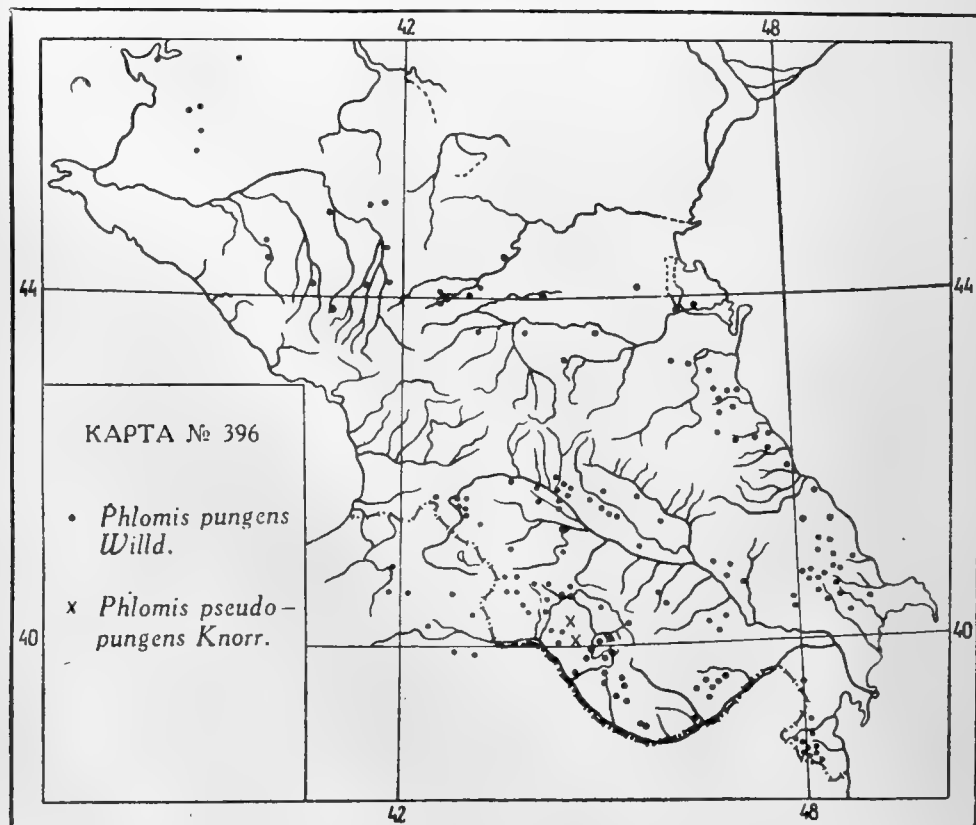 42 48
44 44
КАРТА № 396
• Phlomis pungens
Willd.
x Phlomis pseudo-
pungens Knorr.
40 40
42 48